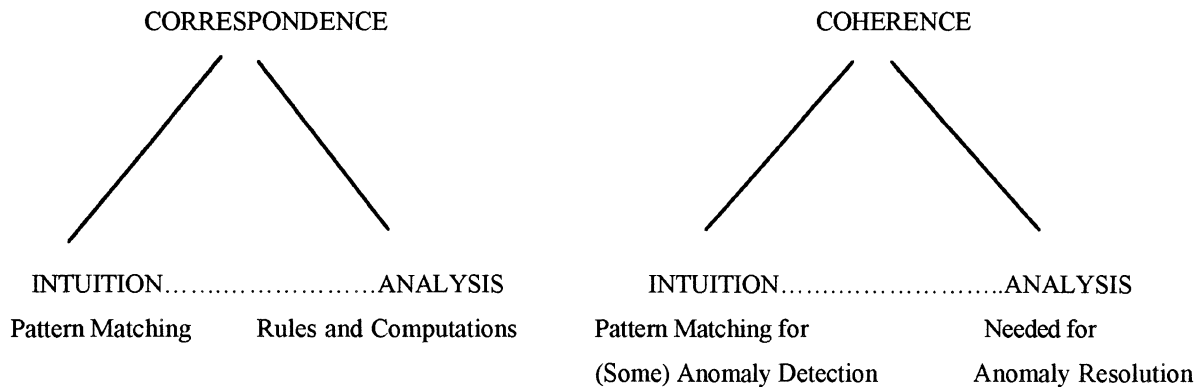 CORRESPONDENCE
INTUITION…….………………ANALYSIS
Pattern Matching Rules and Computations
COHERENCE
INTUITION…….………………….ANALYSIS
Pattern Matching for Needed for
(Some) Anomaly Detection Anomaly Resolution